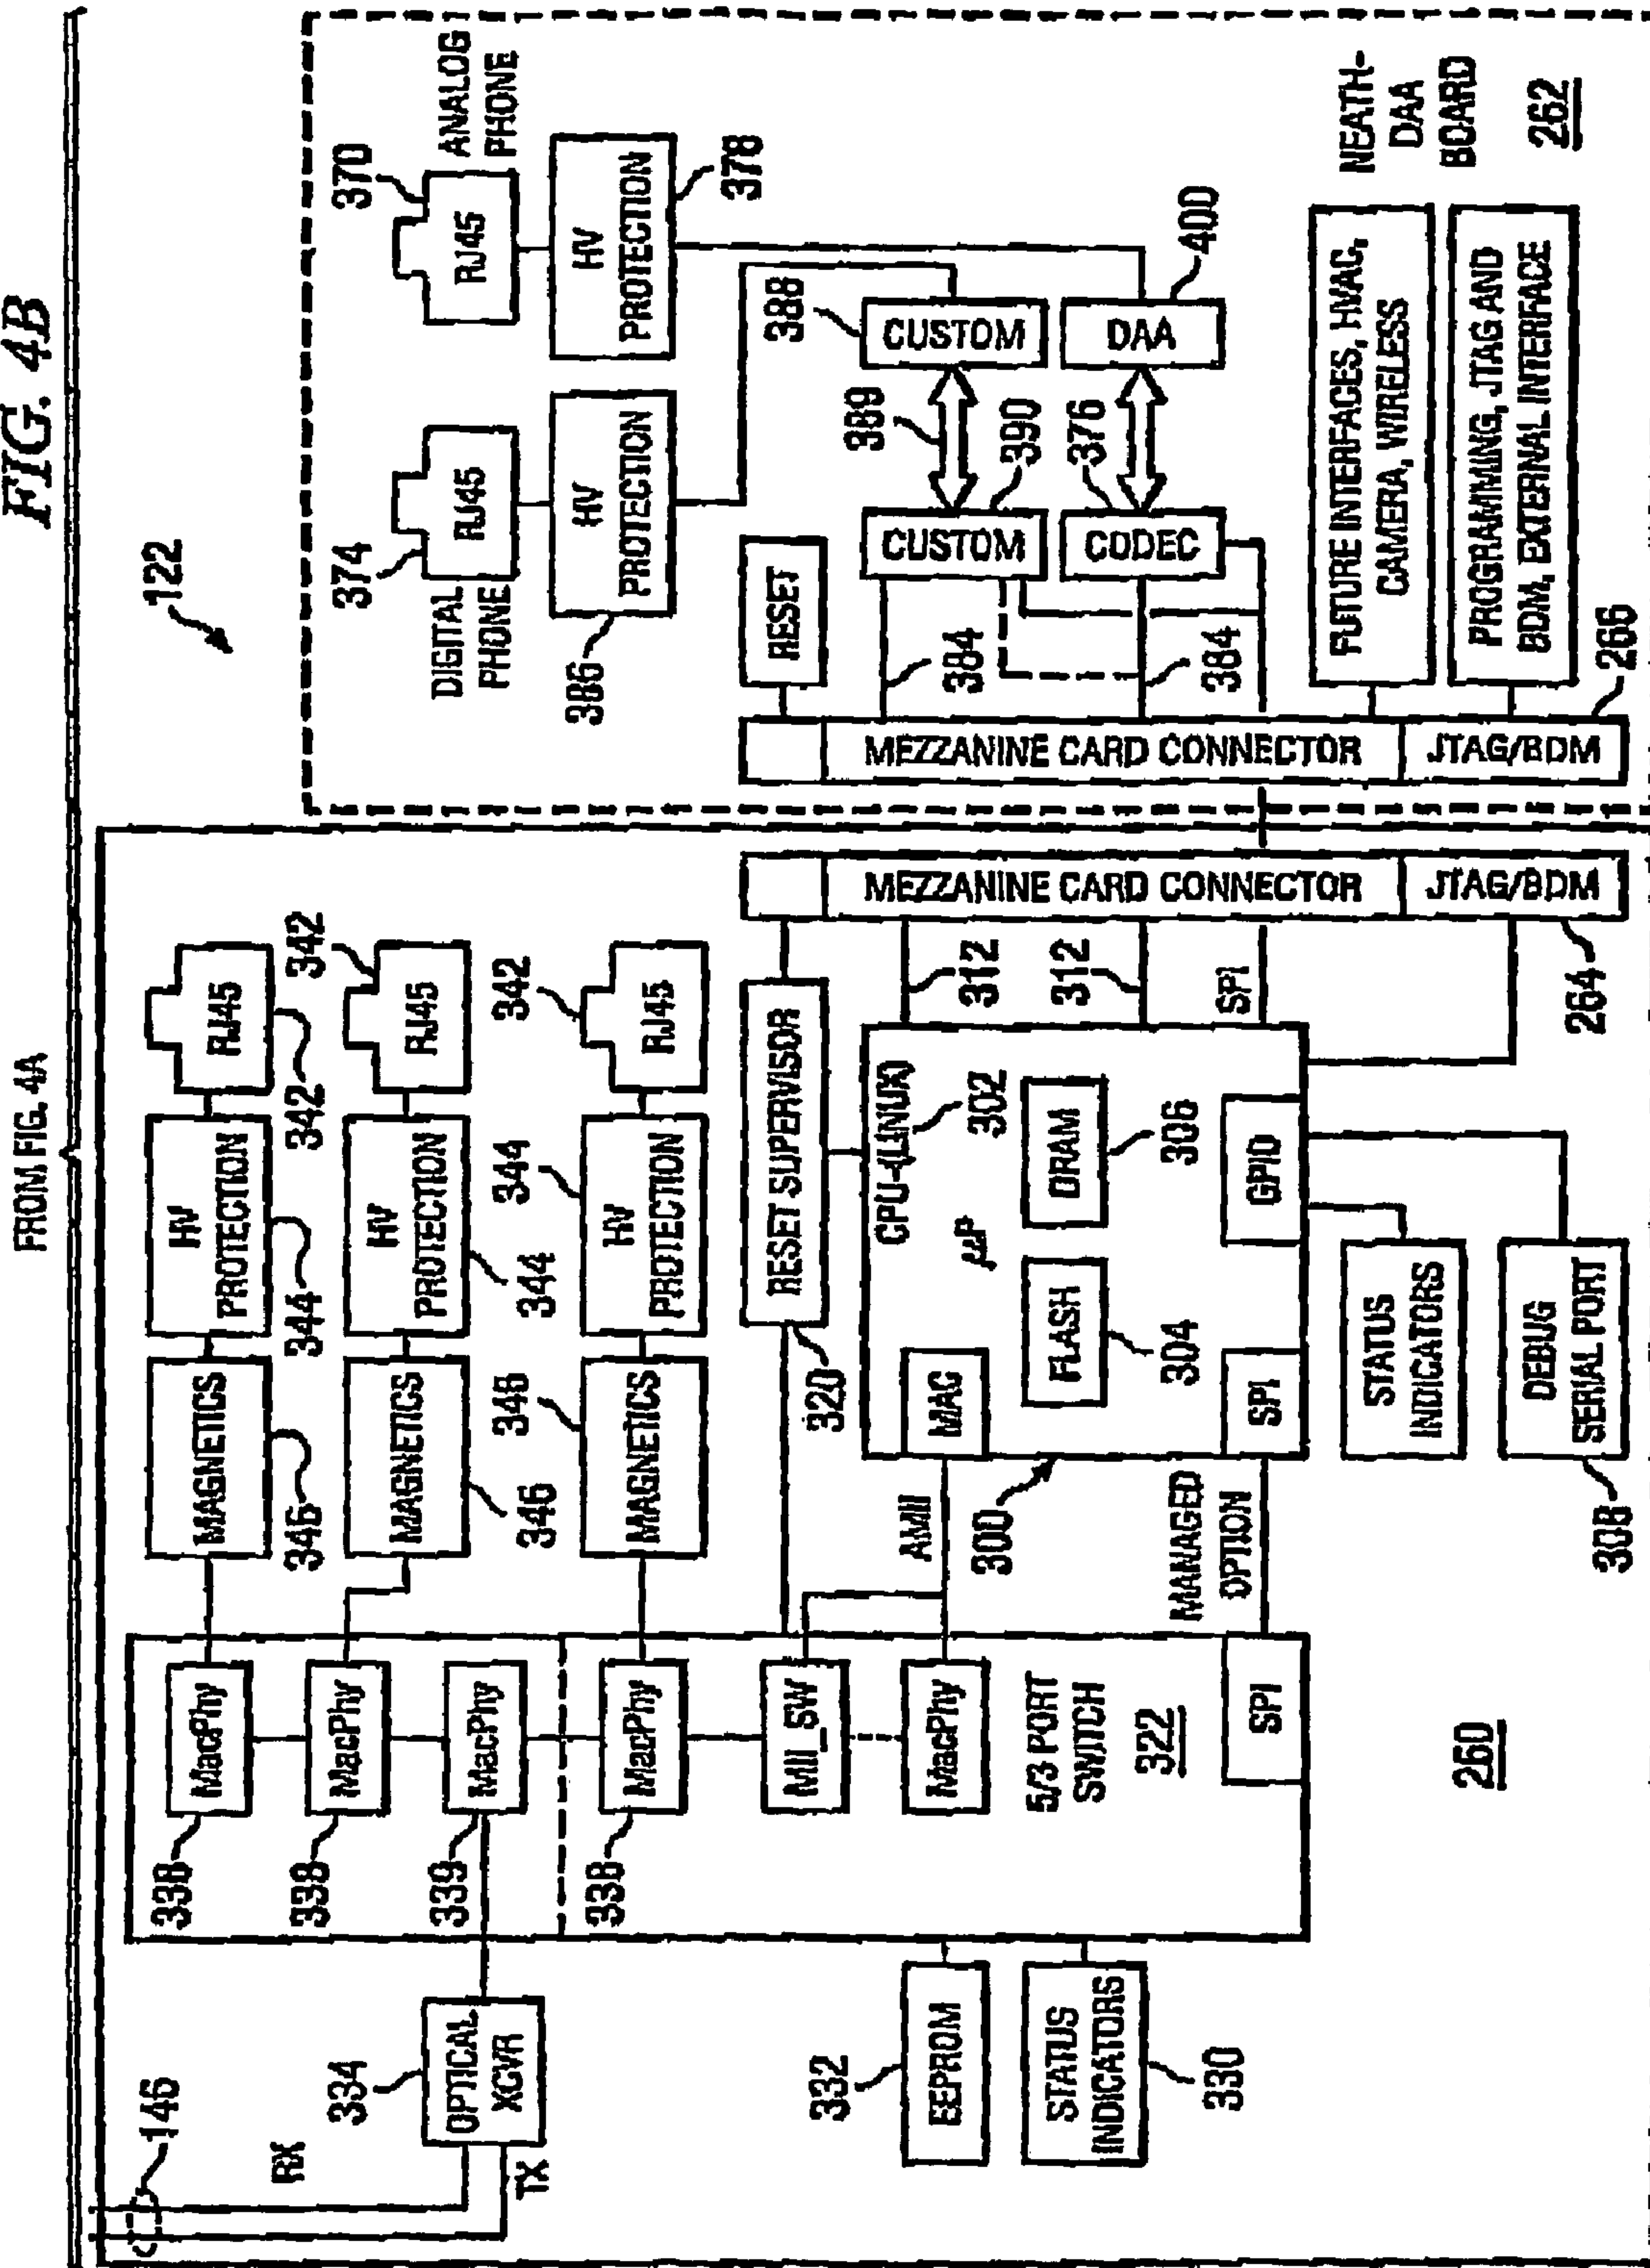 FIG. 4B
FROM FIG. 4A
122
146
RX
TX
334
OPTICAL
XCVR
338
MacPhy
338
MacPhy
339
MacPhy
338
MacPhy
MII_SW
MacPhy
5/3 PORT
SWITCH
322
SPI
332
EEPROM
STATUS
INDICATORS
330
260
MAGNETICS
346
HV
PROTECTION
344
RJ45
342
MAGNETICS
346
HV
PROTECTION
344
RJ45
342
MAGNETICS
346
HV
PROTECTION
344
RJ45
342
RESET SUPERVISOR
320
AMII
300
MANAGED
OPTION
CPU-(LINUX)
302
µP
MAC
FLASH
304
DRAM
306
SPI
GPIO
312
312
SPI
STATUS
INDICATORS
DEBUG
SERIAL PORT
308
MEZZANINE CARD CONNECTOR
JTAG/BDM
264
MEZZANINE CARD CONNECTOR
JTAG/BDM
266
374
RJ45
DIGITAL
PHONE
HV
PROTECTION
386
370
RJ45
ANALOG
PHONE
HV
PROTECTION
378
RESET
384
384
CUSTOM
390
389
CUSTOM
388
CODEC
376
DAA
400
FUTURE INTERFACES, HVAC,
CAMERA, WIRELESS
PROGRAMMING, JTAG AND
BDM, EXTERNAL INTERFACE
NEATH-
DAA
BOARD
262